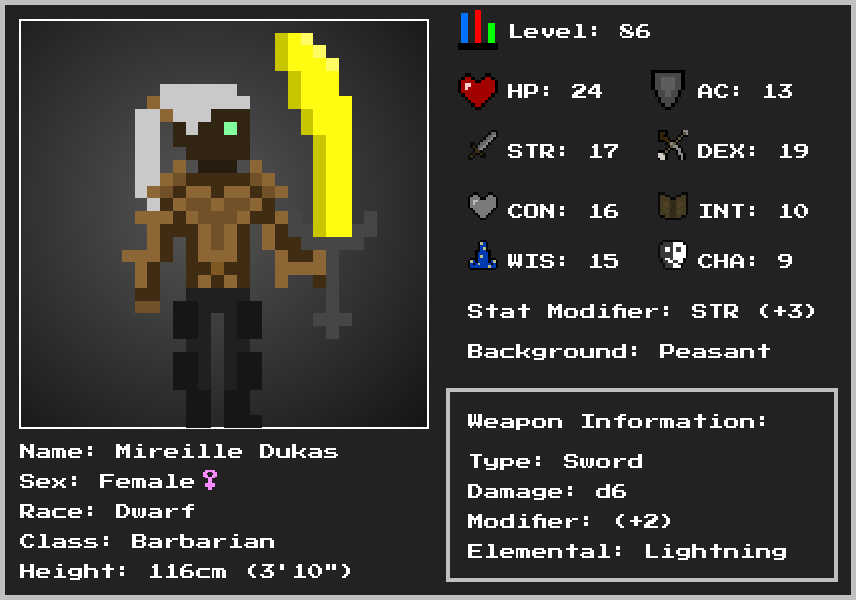 Level: 86
HP: 24
AC: 13
STR: 17
DEX: 19
CON: 16
INT: 10
WIS: 15
CHA: 9
Stat Modifier: STR (+3)
Background: Peasant
Name: Mireille Dukas
Sex: Female♀
Race: Dwarf
Class: Barbarian
Height: 116cm (3'10")
Weapon Information:
Type: Sword
Damage: d6
Modifier: (+2)
Elemental: Lightning